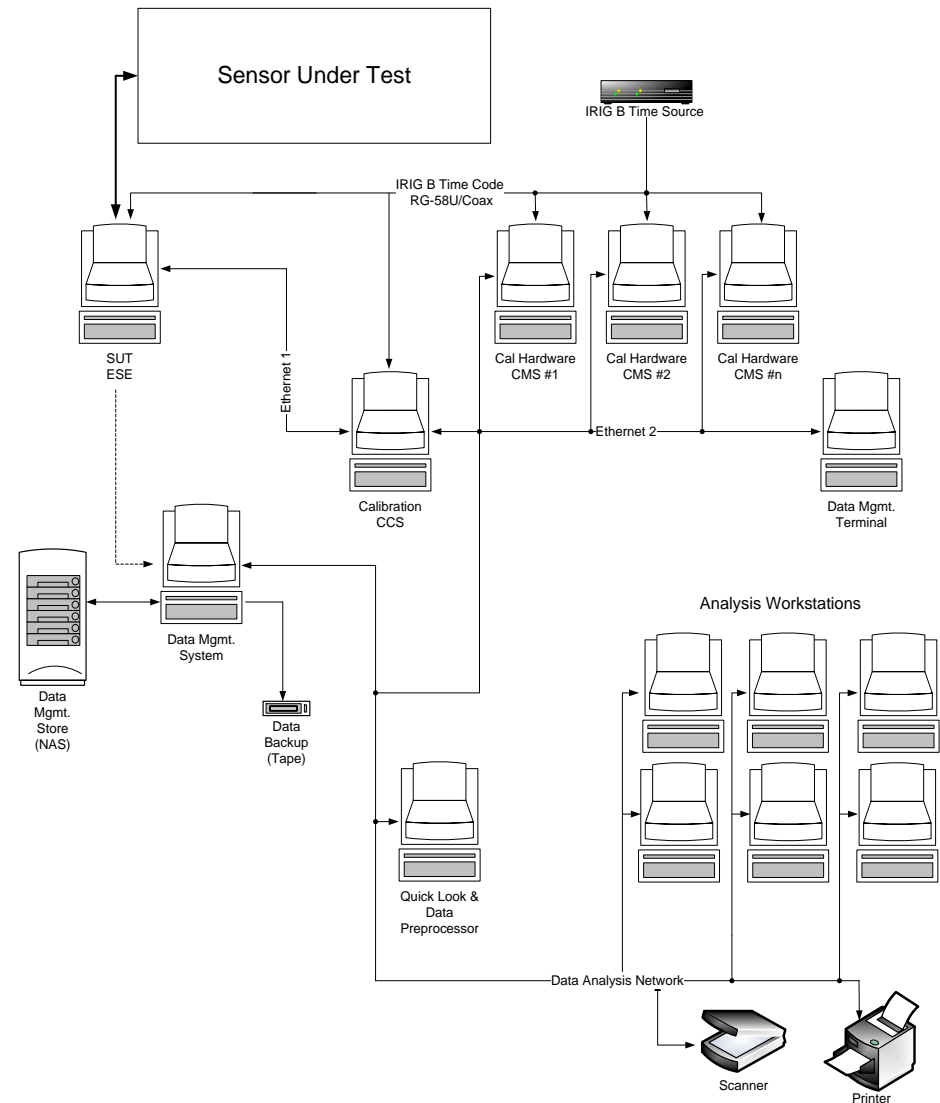 Sensor Under Test
IRIG B Time Source
IRIG B Time Code
RG-58U/Coax
SUT
ESE
Ethernet 1
Cal Hardware
CMS #1
Cal Hardware
CMS #2
Cal Hardware
CMS #n
Ethernet 2
Calibration
CCS
Data Mgmt.
Terminal
Data Mgmt.
System
Data
Mgmt.
Store
(NAS)
Data
Backup
(Tape)
Analysis Workstations
Quick Look &
Data
Preprocessor
Data Analysis Network
Scanner
Printer